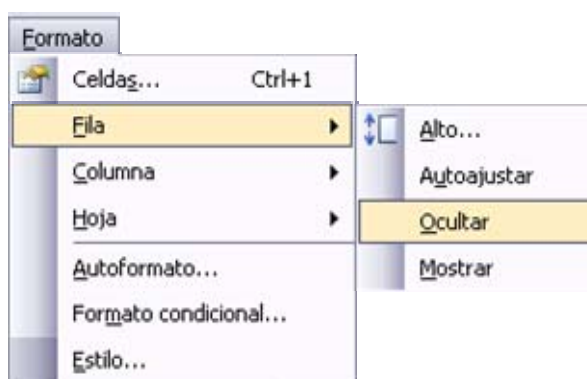 Formato
Celdas... Ctrl+1
Fila
Columna
Hoja
Autoformato...
Formato condicional...
Estilo...
Alto...
Autoajustar
Ocultar
Mostrar